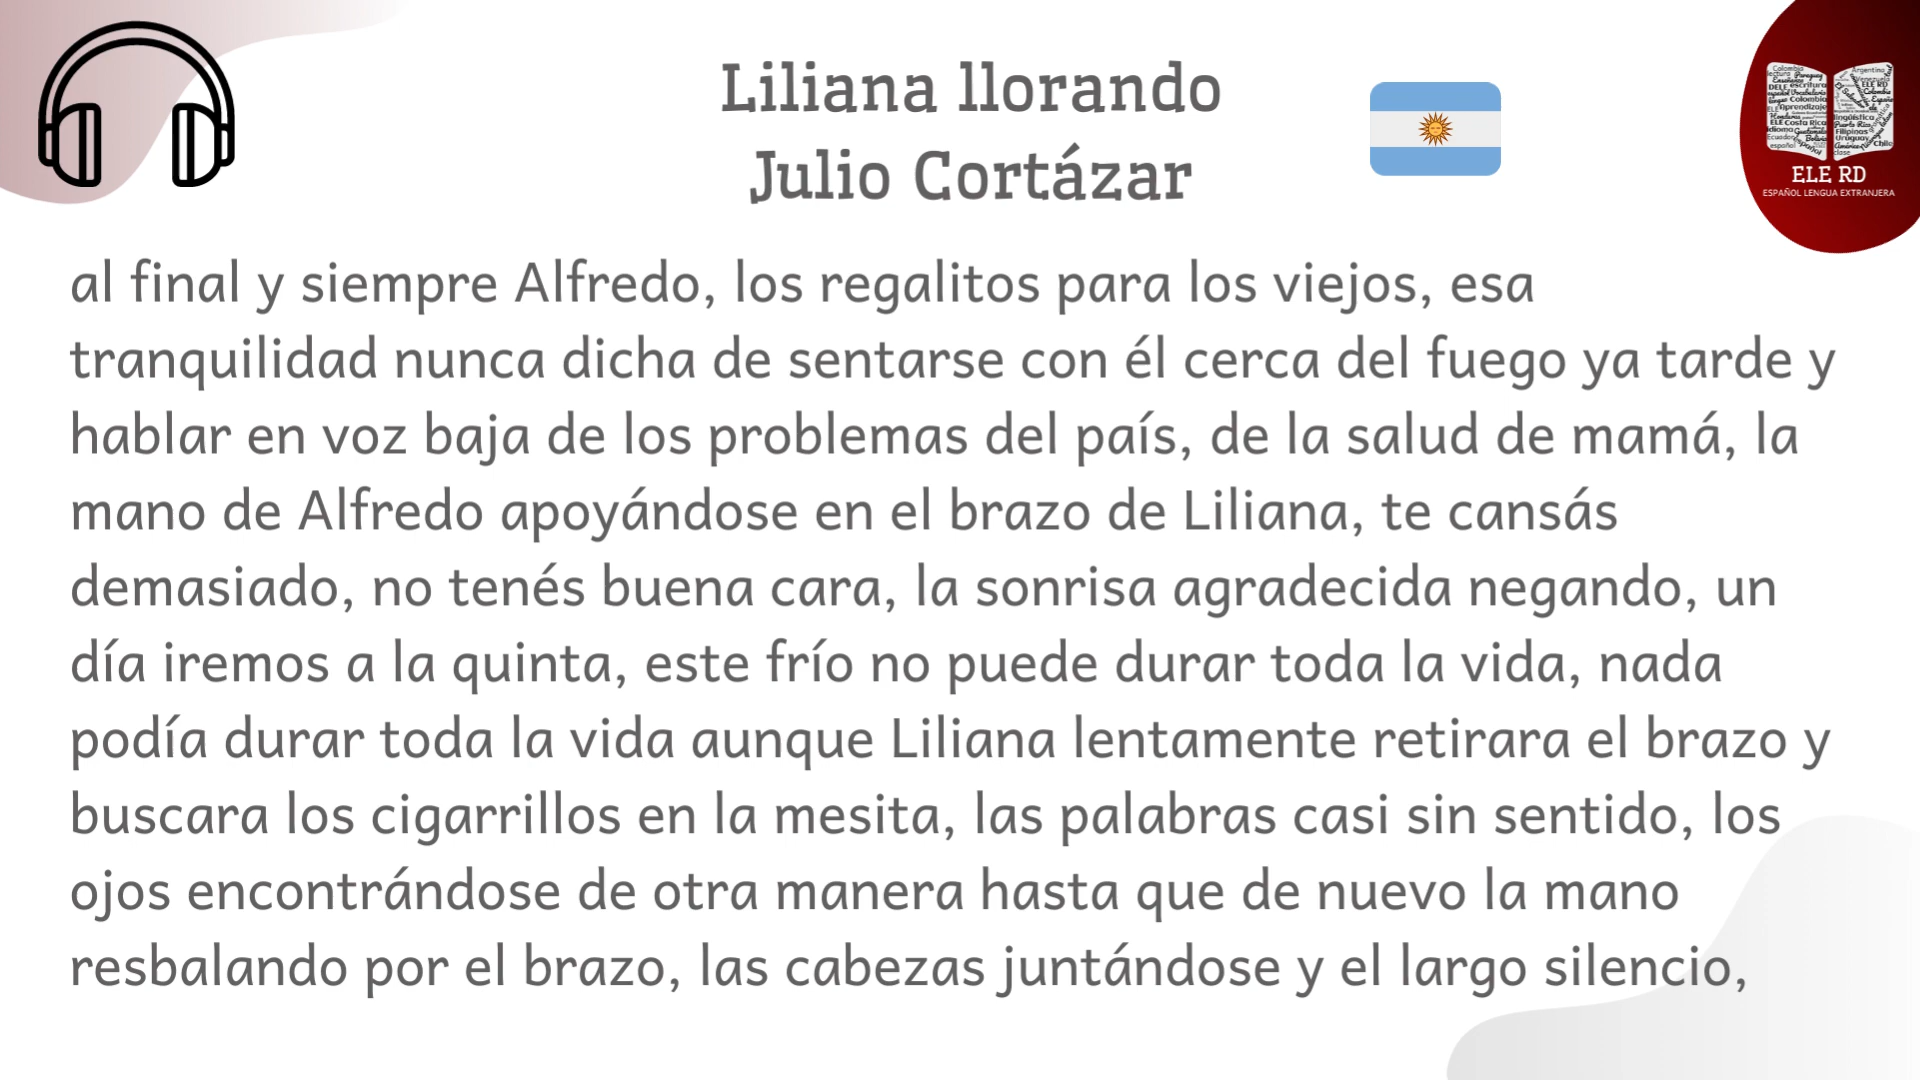 Liliana llorando
Julio Cortázar
ELE RD
ESPAÑOL LENGUA EXTRANJERA
al final y siempre Alfredo, los regalitos para los viejos, esa
tranquilidad nunca dicha de sentarse con él cerca del fuego ya tarde y
hablar en voz baja de los problemas del país, de la salud de mamá, la
mano de Alfredo apoyándose en el brazo de Liliana, te cansás
demasiado, no tenés buena cara, la sonrisa agradecida negando, un
día iremos a la quinta, este frío no puede durar toda la vida, nada
podía durar toda la vida aunque Liliana lentamente retirara el brazo y
buscara los cigarrillos en la mesita, las palabras casi sin sentido, los
ojos encontrándose de otra manera hasta que de nuevo la mano
resbalando por el brazo, las cabezas juntándose y el largo silencio,